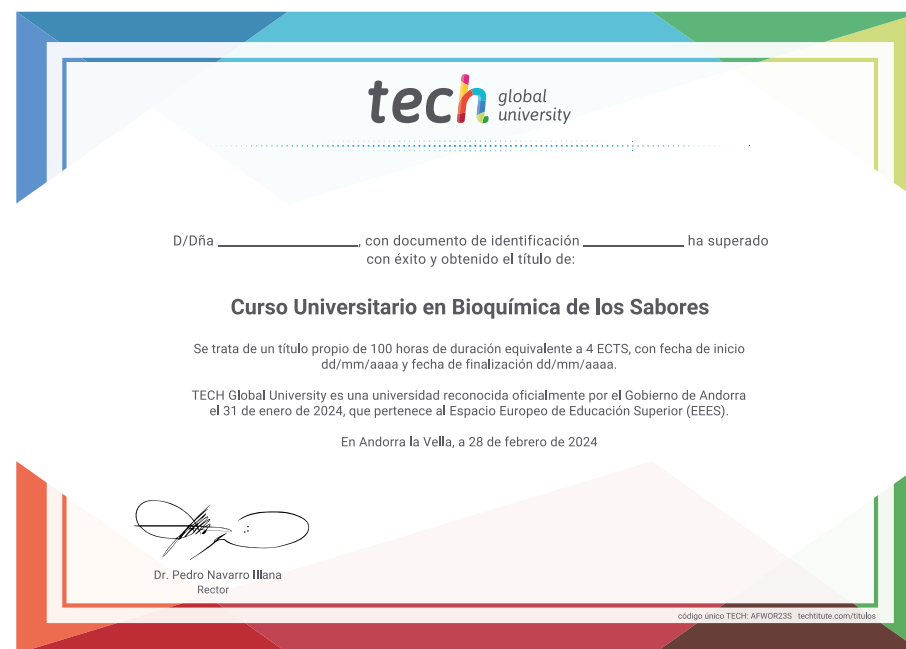 tech global university
D/Dña ____________________, con documento de identificación ______________ ha superado
con éxito y obtenido el título de:
Curso Universitario en Bioquímica de los Sabores
Se trata de un título propio de 100 horas de duración equivalente a 4 ECTS, con fecha de inicio
dd/mm/aaaa y fecha de finalización dd/mm/aaaa.
TECH Global University es una universidad reconocida oficialmente por el Gobierno de Andorra
el 31 de enero de 2024, que pertenece al Espacio Europeo de Educación Superior (EEES).
En Andorra la Vella, a 28 de febrero de 2024
Dr. Pedro Navarro Illana
Rector
código único TECH: AFWOR23S techtitute.com/titulos